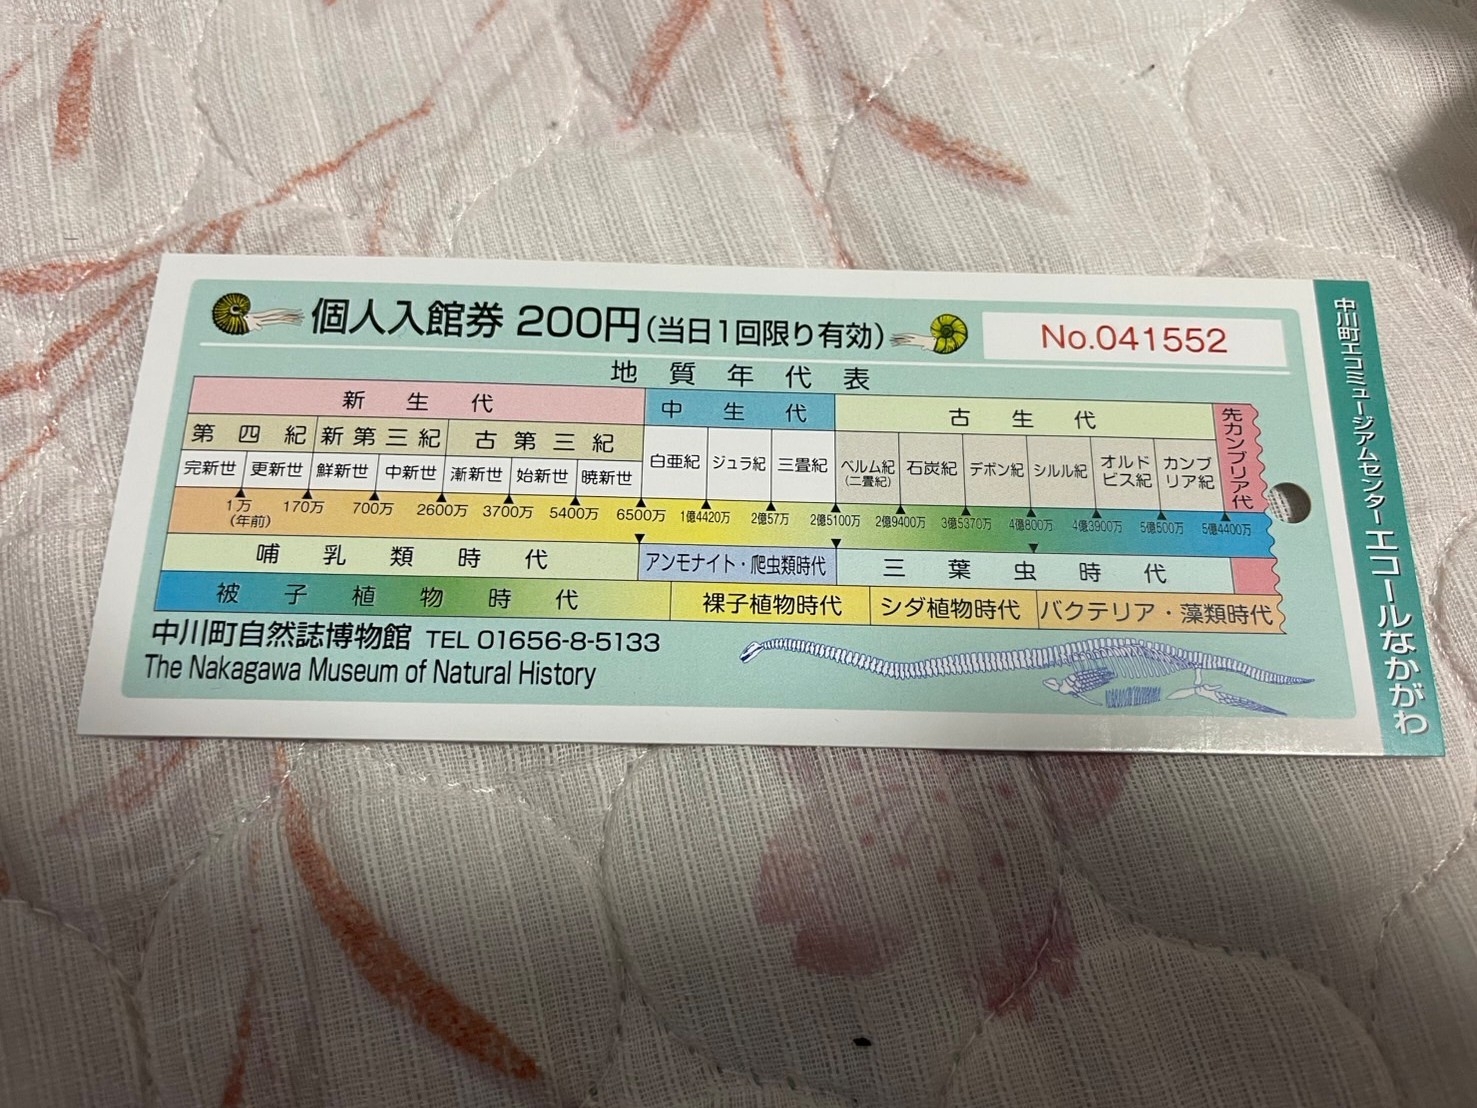 個人入館券 200円(当日1回限り有効)
No.041552
地質年代表
新生代 中生代 古生代 先カンブリア代
第四紀 新第三紀 古第三紀
完新世 更新世 鮮新世 中新世 漸新世 始新世 暁新世 白亜紀 ジュラ紀 三畳紀 ペルム紀(二畳紀) 石炭紀 デボン紀 シルル紀 オルドビス紀 カンブリア紀
1万(年前) 170万 700万 2600万 3700万 5400万 6500万 1億4420万 2億57万 2億5100万 2億9400万 3億5370万 4億800万 4億3900万 5億500万 5億4400万
哺乳類時代 アンモナイト・爬虫類時代 三葉虫時代
被子植物時代 裸子植物時代 シダ植物時代 バクテリア・藻類時代
中川町自然誌博物館 TEL 01656-8-5133
The Nakagawa Museum of Natural History
中川町エコミュージアムセンター エコールなかがわ